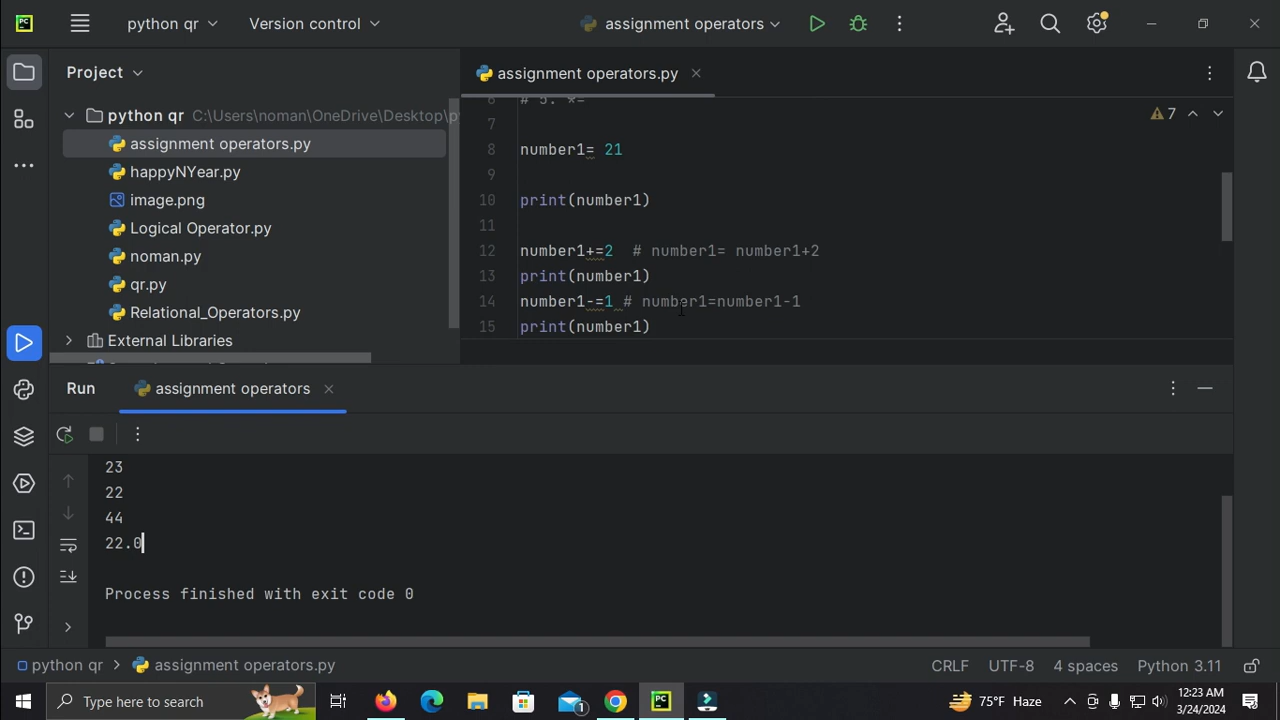 PC
python qr
Version control
assignment operators
Project
assignment operators.py
python qr C:\Users\noman\OneDrive\Desktop\p
7
assignment operators.py
happyNYear.py
image.png
Logical Operator.py
noman.py
qr.py
Relational_Operators.py
External Libraries
6 # 5. *=
7
8 number1= 21
9
10 print(number1)
11
12 number1+=2 # number1= number1+2
13 print(number1)
14 number1-=1 # number1=number1-1
15 print(number1)
Run
assignment operators
23
22
44
22.0
Process finished with exit code 0
python qr > assignment operators.py
CRLF
UTF-8
4 spaces
Python 3.11
Type here to search
1
PC
75°F Haze
12:23 AM
3/24/2024